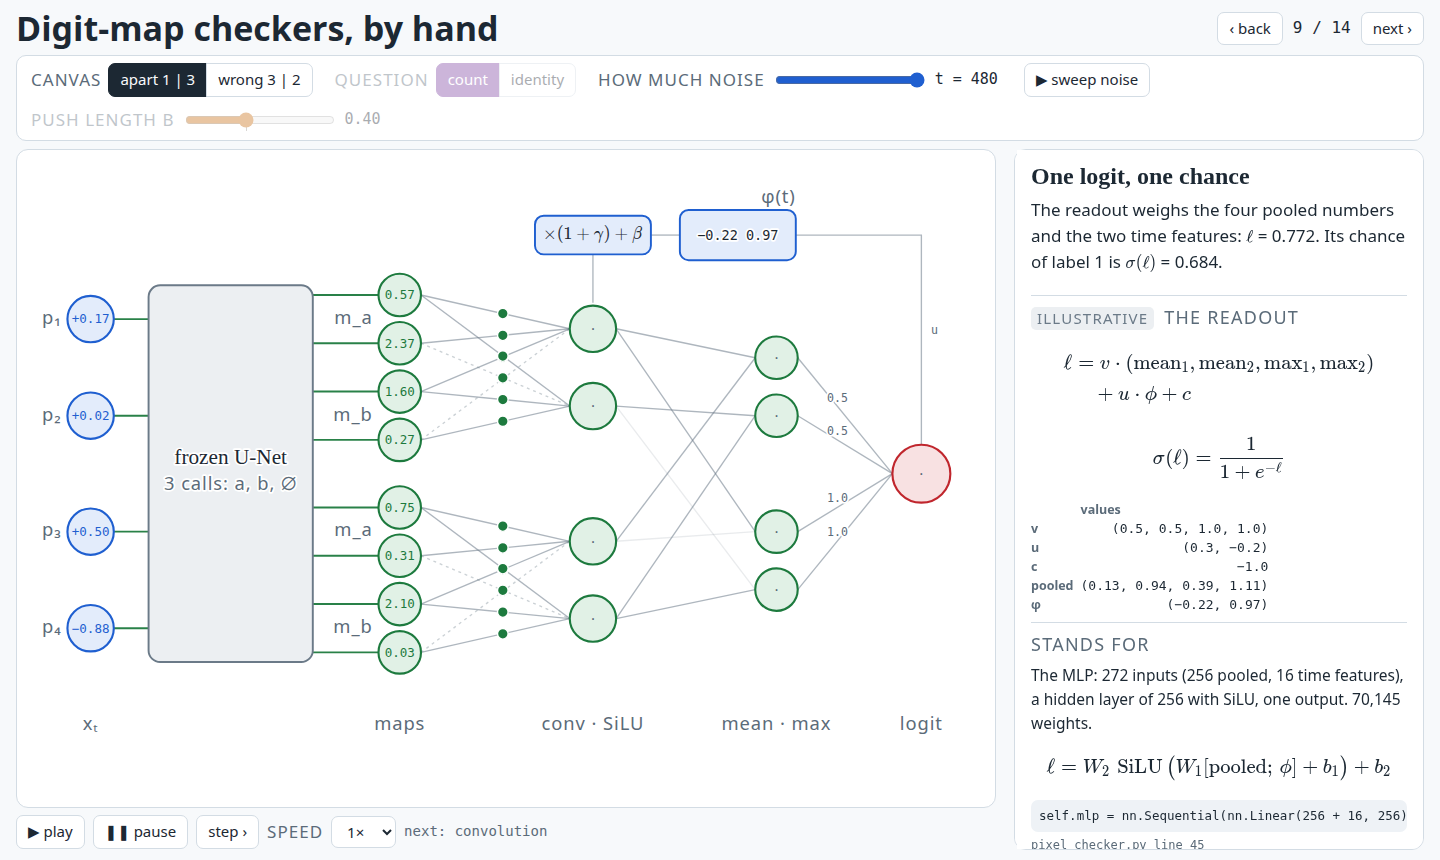 Digit-map checkers, by hand
‹ back 9 / 14 next ›
CANVAS apart 1 | 3 wrong 3 | 2 QUESTION count identity HOW MUCH NOISE t = 480 ▶ sweep noise
PUSH LENGTH B 0.40
φ(t)
×(1 + γ) + β −0.22 0.97
p₁ +0.17
p₂ +0.02
p₃ +0.50
p₄ −0.88
frozen U-Net
3 calls: a, b, ∅
0.57
m_a
2.37
1.60
m_b
0.27
0.75
m_a
0.31
2.10
m_b
0.03
u
0.5
0.5
1.0
1.0
xₜ maps conv · SiLU mean · max logit
▶ play ❚❚ pause step › SPEED 1× next: convolution
One logit, one chance
The readout weighs the four pooled numbers
and the two time features: ℓ = 0.772. Its chance
of label 1 is σ(ℓ) = 0.684.
ILLUSTRATIVE THE READOUT
ℓ = v · (mean₁, mean₂, max₁, max₂)
+ u · ϕ + c
σ(ℓ) = 1 / (1 + e^−ℓ)
values
v (0.5, 0.5, 1.0, 1.0)
u (0.3, −0.2)
c −1.0
pooled (0.13, 0.94, 0.39, 1.11)
φ (−0.22, 0.97)
STANDS FOR
The MLP: 272 inputs (256 pooled, 16 time features),
a hidden layer of 256 with SiLU, one output. 70,145
weights.
ℓ = W₂ SiLU (W₁[pooled; ϕ] + b₁) + b₂
self.mlp = nn.Sequential(nn.Linear(256 + 16, 256)
pixel_checker.py line 45